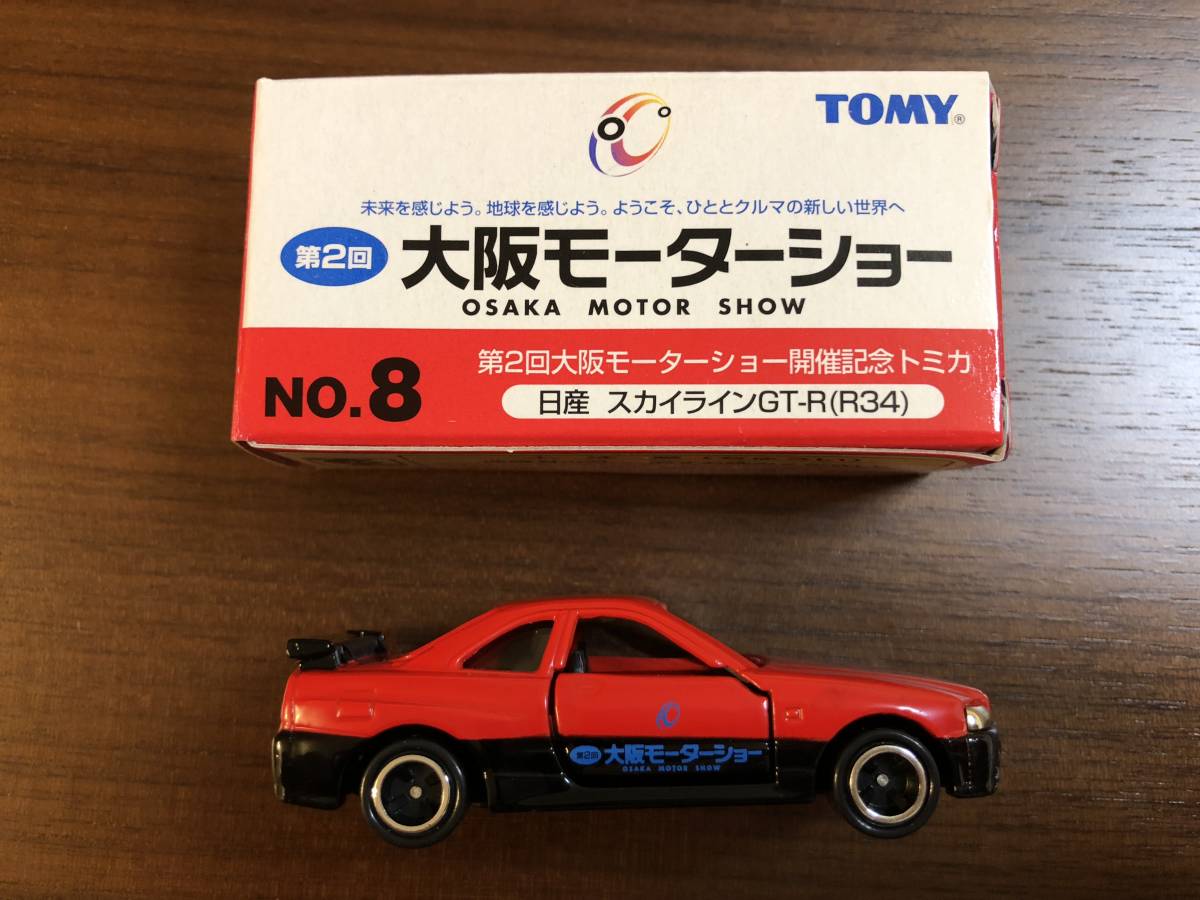 TOMY®
未来を感じよう。地球を感じよう。ようこそ、ひととクルマの新しい世界へ
第2回 大阪モーターショー
OSAKA MOTOR SHOW
NO.8
第2回大阪モーターショー開催記念トミカ
日産 スカイラインGT-R(R34)
第2回 大阪モーターショー
OSAKA MOTOR SHOW